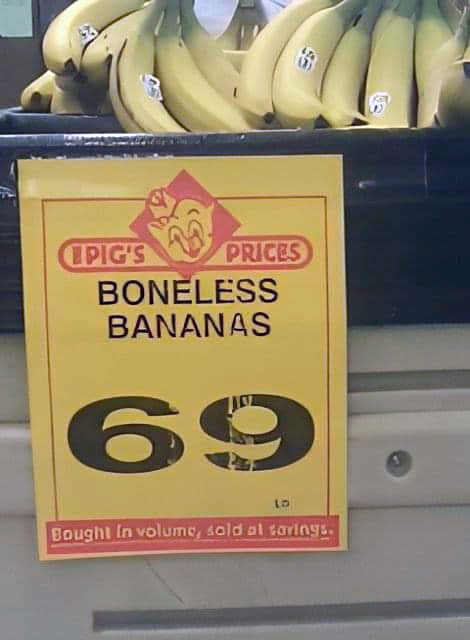 PIG'S PRICES
BONELESS
BANANAS
69
LB
Bought in volume, sold at savings.